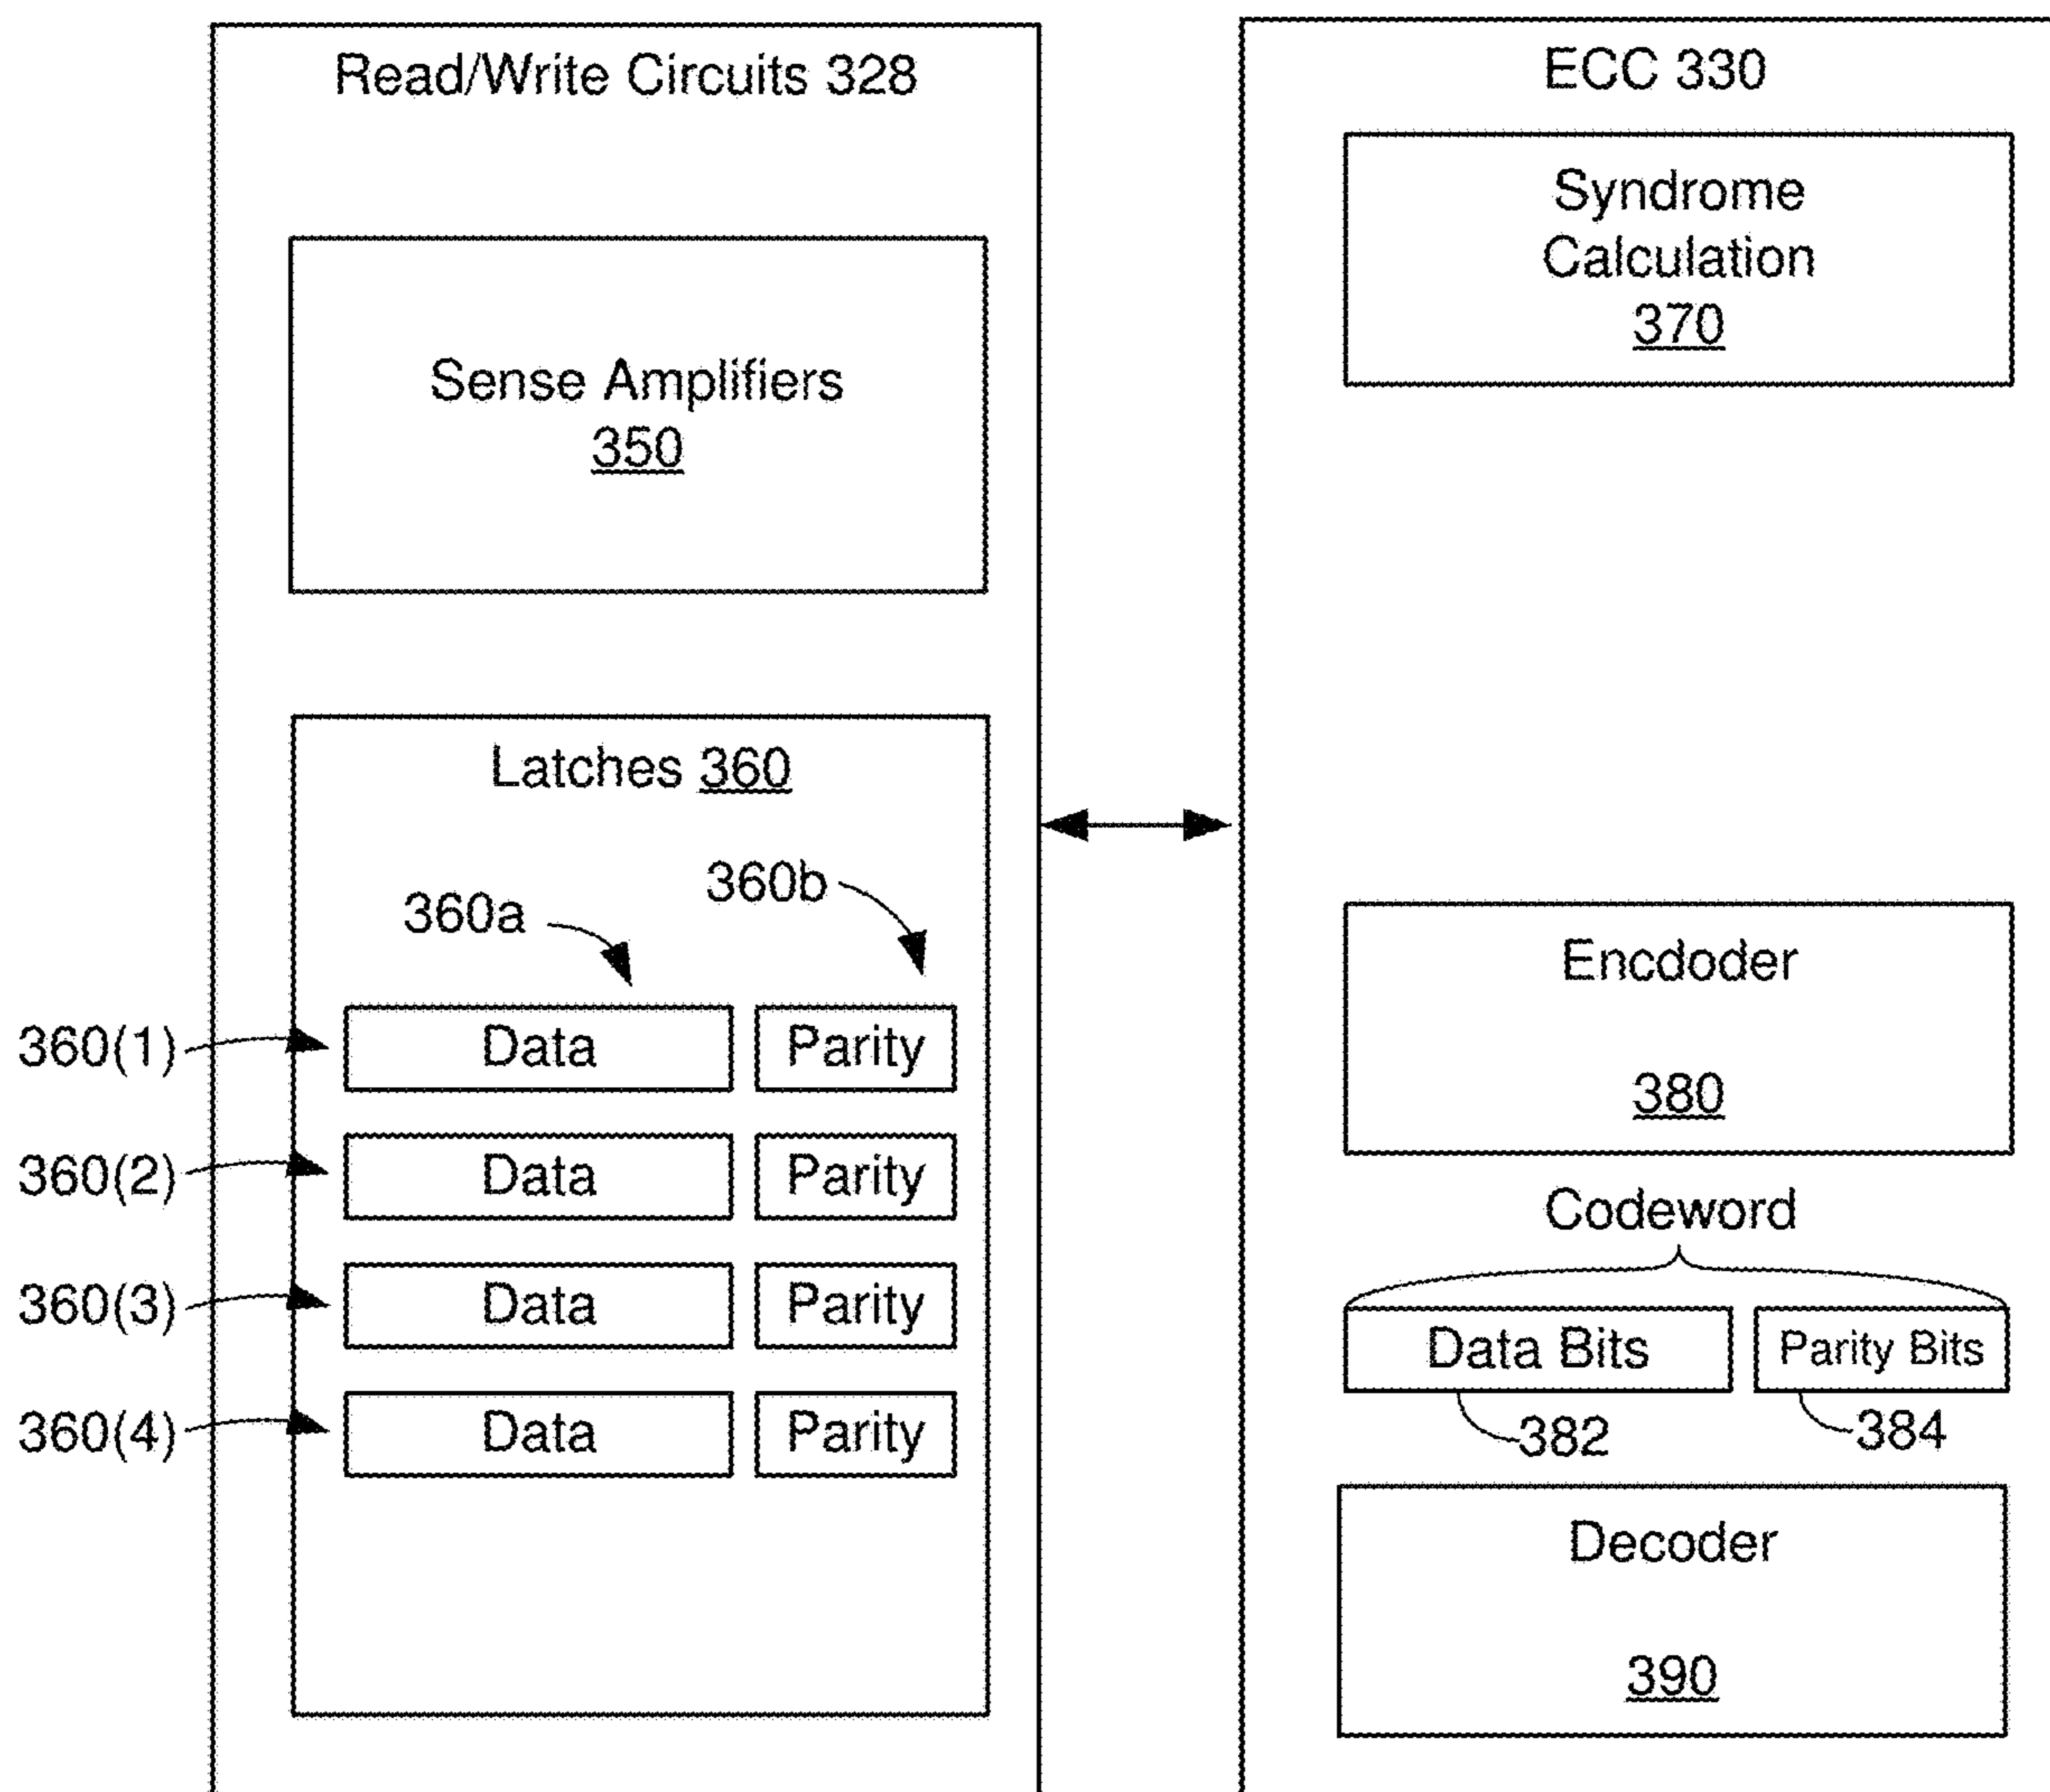 Read/Write Circuits 328
Sense Amplifiers
350
Latches 360
360a
360b
360(1)
Data
Parity
360(2)
Data
Parity
360(3)
Data
Parity
360(4)
Data
Parity
ECC 330
Syndrome
Calculation
370
Encdoder
380
Codeword
Data Bits
Parity Bits
382
384
Decoder
390